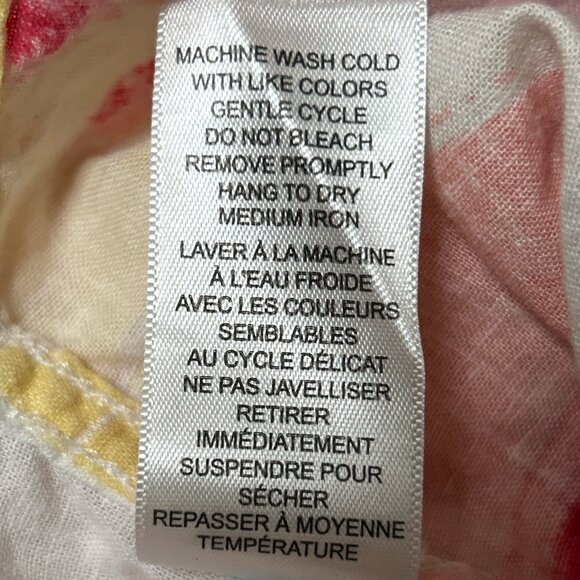 MACHINE WASH COLD
WITH LIKE COLORS
GENTLE CYCLE
DO NOT BLEACH
REMOVE PROMPTLY
HANG TO DRY
MEDIUM IRON
LAVER À LA MACHINE
À L'EAU FROIDE
AVEC LES COULEURS
SEMBLABLES
AU CYCLE DÉLICAT
NE PAS JAVELLISER
RETIRER
IMMÉDIATEMENT
SUSPENDRE POUR
SÉCHER
REPASSER À MOYENNE
TEMPÉRATURE